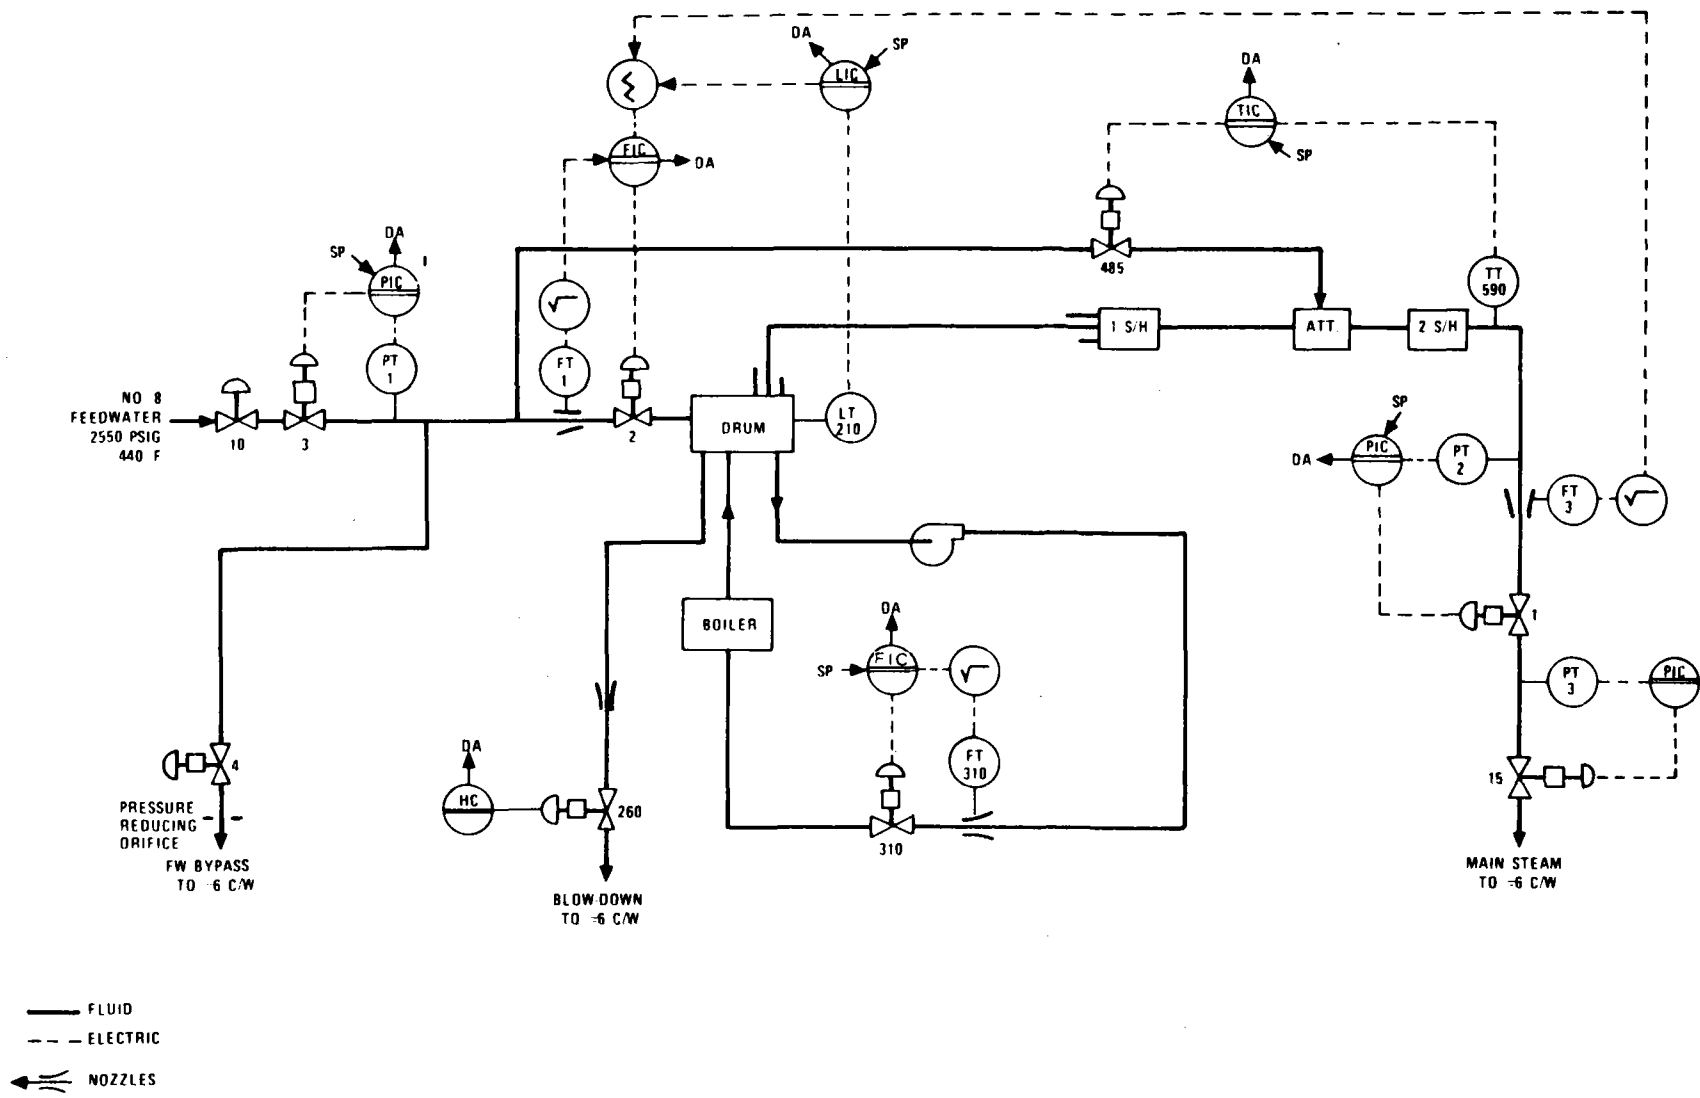 DA
SP
LIC
DA
TIC
SP
FIC
DA
DA
SP
PIC
485
TT
590
PT
1
FT
1
1 S/H
ATT.
2 S/H
NO 8
FEEDWATER
2550 PSIG
440 F
10
3
2
DRUM
LT
210
SP
PIC
DA
PT
2
FT
3
BOILER
DA
SP
FIC
1
PT
3
PIC
FT
310
4
DA
HC
260
15
PRESSURE
REDUCING
ORIFICE
310
FW BYPASS
TO -6 C/W
BLOW-DOWN
TO -6 C/W
MAIN STEAM
TO -6 C/W
FLUID
ELECTRIC
NOZZLES